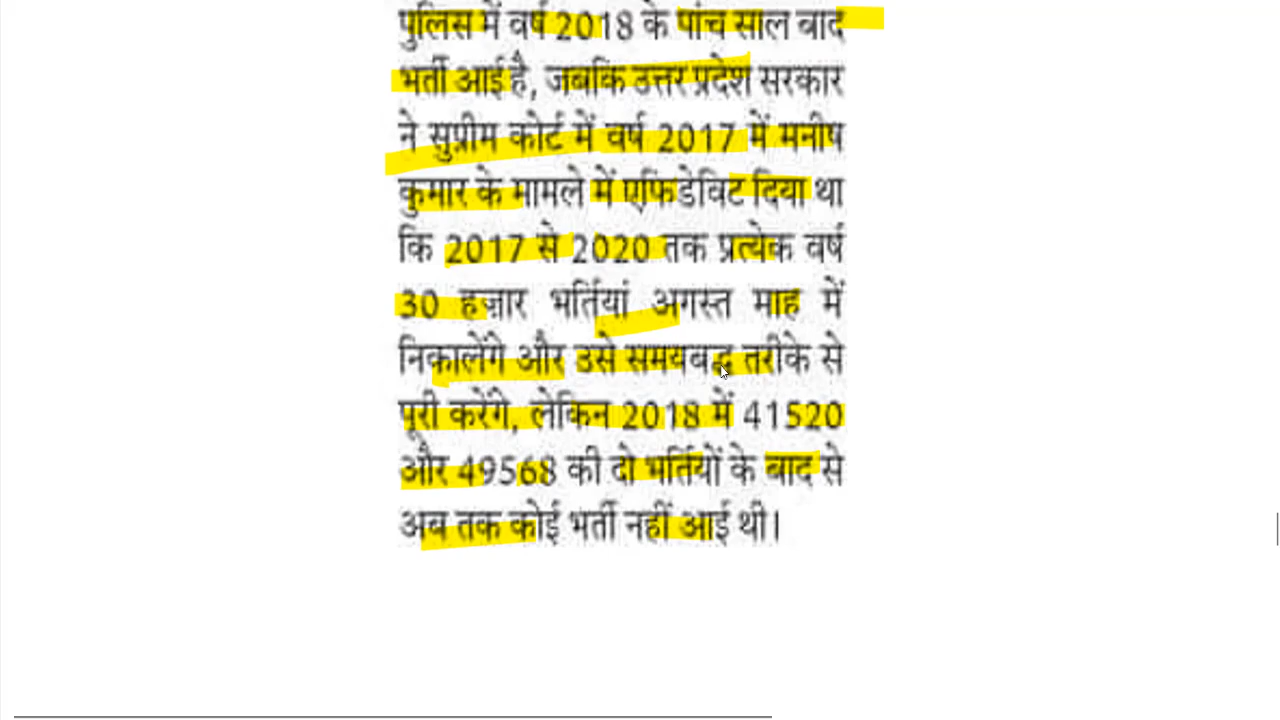 पुलिस में वर्ष 2018 के पांच साल बाद
भर्ती आई है, जबकि उत्तर प्रदेश सरकार
ने सुप्रीम कोर्ट में वर्ष 2017 में मनीष
कुमार के मामले में एफिडेविट दिया था
कि 2017 से 2020 तक प्रत्येक वर्ष
30 हज़ार भर्तियां अगस्त माह में
निकालेंगे और उसे समयबद्ध तरीके से
पूरी करेंगे, लेकिन 2018 में 41520
और 49568 की दो भर्तियों के बाद से
अब तक कोई भर्ती नहीं आई थी।